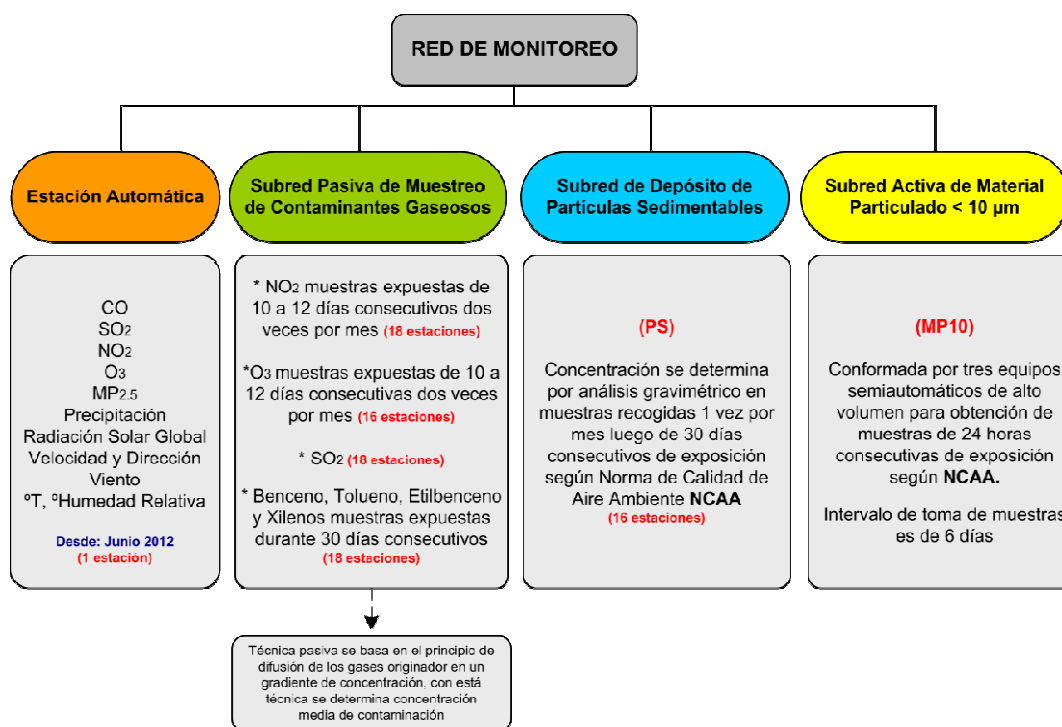 RED DE MONITOREO
Estación Automática
CO
SO2
NO2
O3
MP2.5
Precipitación
Radiación Solar Global
Velocidad y Dirección
Viento
ºT, ºHumedad Relativa
Desde: Junio 2012
(1 estación)
Subred Pasiva de Muestreo
de Contaminantes Gaseosos
* NO2 muestras expuestas de
10 a 12 días consecutivos dos
veces por mes (18 estaciones)
*O3 muestras expuestas de 10 a
12 días consecutivas dos veces
por mes (16 estaciones)
* SO2 (18 estaciones)
* Benceno, Tolueno, Etilbenceno
y Xilenos muestras expuestas
durante 30 días consecutivos
(18 estaciones)
Técnica pasiva se basa en el principio de
difusión de los gases originador en un
gradiente de concentración, con está
técnica se determina concentración
media de contaminación
Subred de Depósito de
Partículas Sedimentables
(PS)
Concentración se determina
por análisis gravimétrico en
muestras recogidas 1 vez por
mes luego de 30 días
consecutivos de exposición
según Norma de Calidad de
Aire Ambiente NCAA
(16 estaciones)
Subred Activa de Material
Particulado < 10 µm
(MP10)
Conformada por tres equipos
semiautomáticos de alto
volumen para obtención de
muestras de 24 horas
consecutivas de exposición
según NCAA.
Intervalo de toma de muestras
es de 6 días